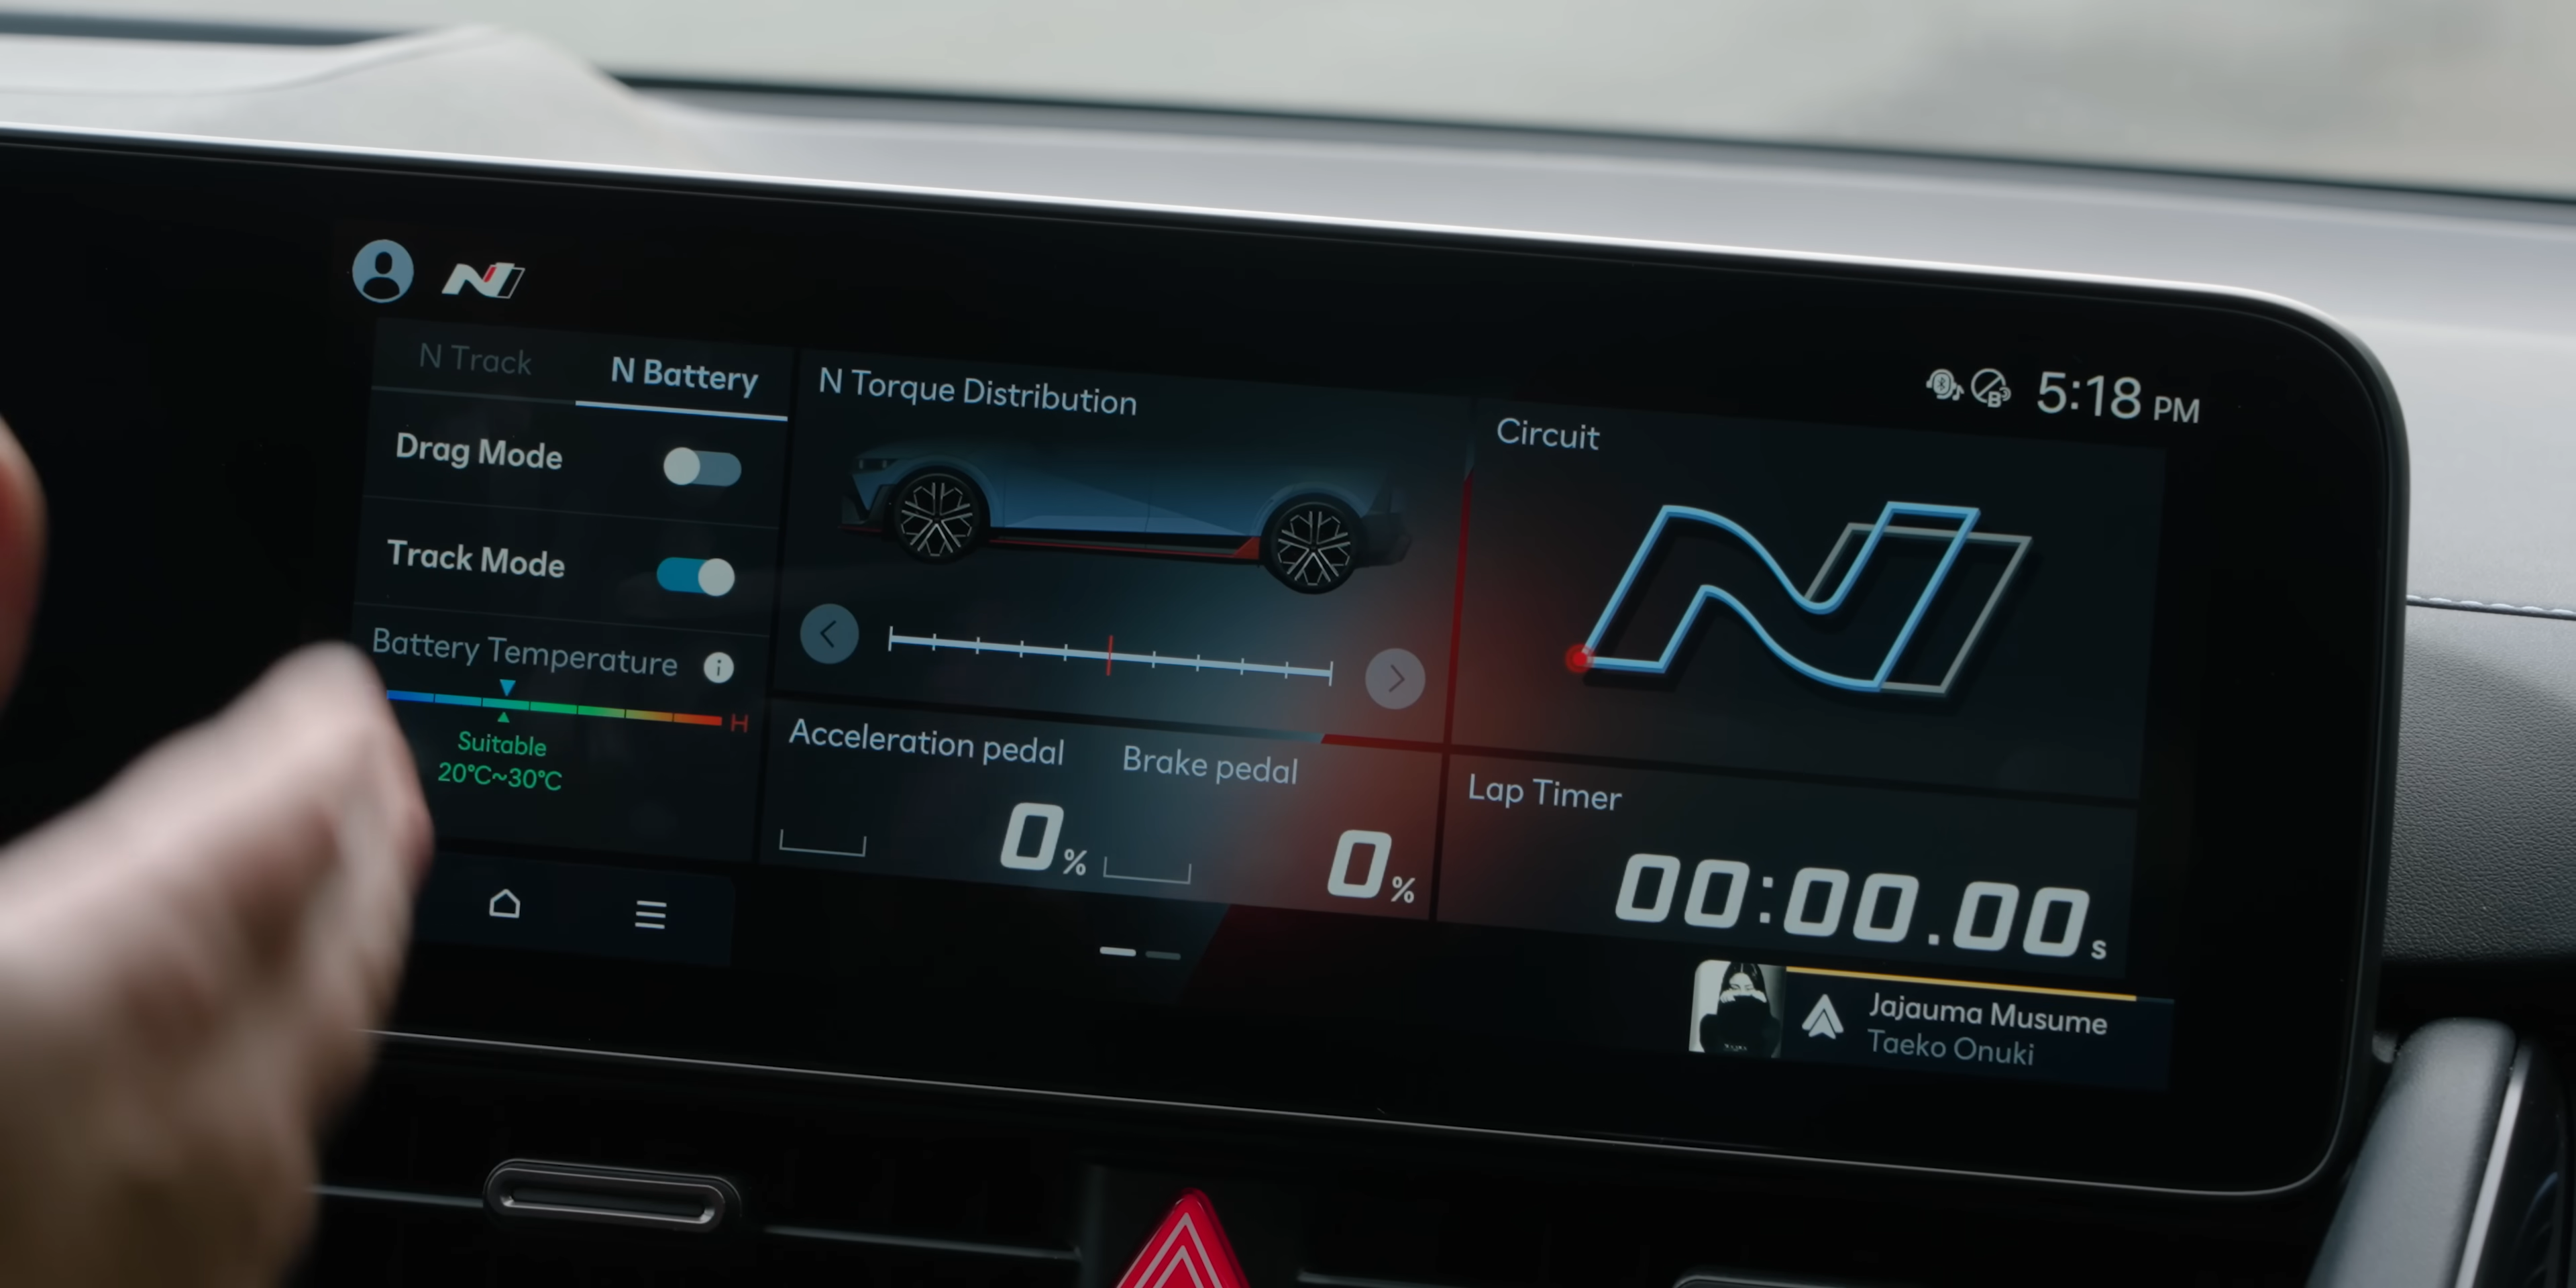 5:18 PM
N Track
N Battery
Drag Mode
Track Mode
Battery Temperature
H
Suitable
20°C~30°C
N Torque Distribution
Acceleration pedal
0%
Brake pedal
0%
Circuit
N
Lap Timer
00:00.00s
Jajauma Musume
Taeko Onuki